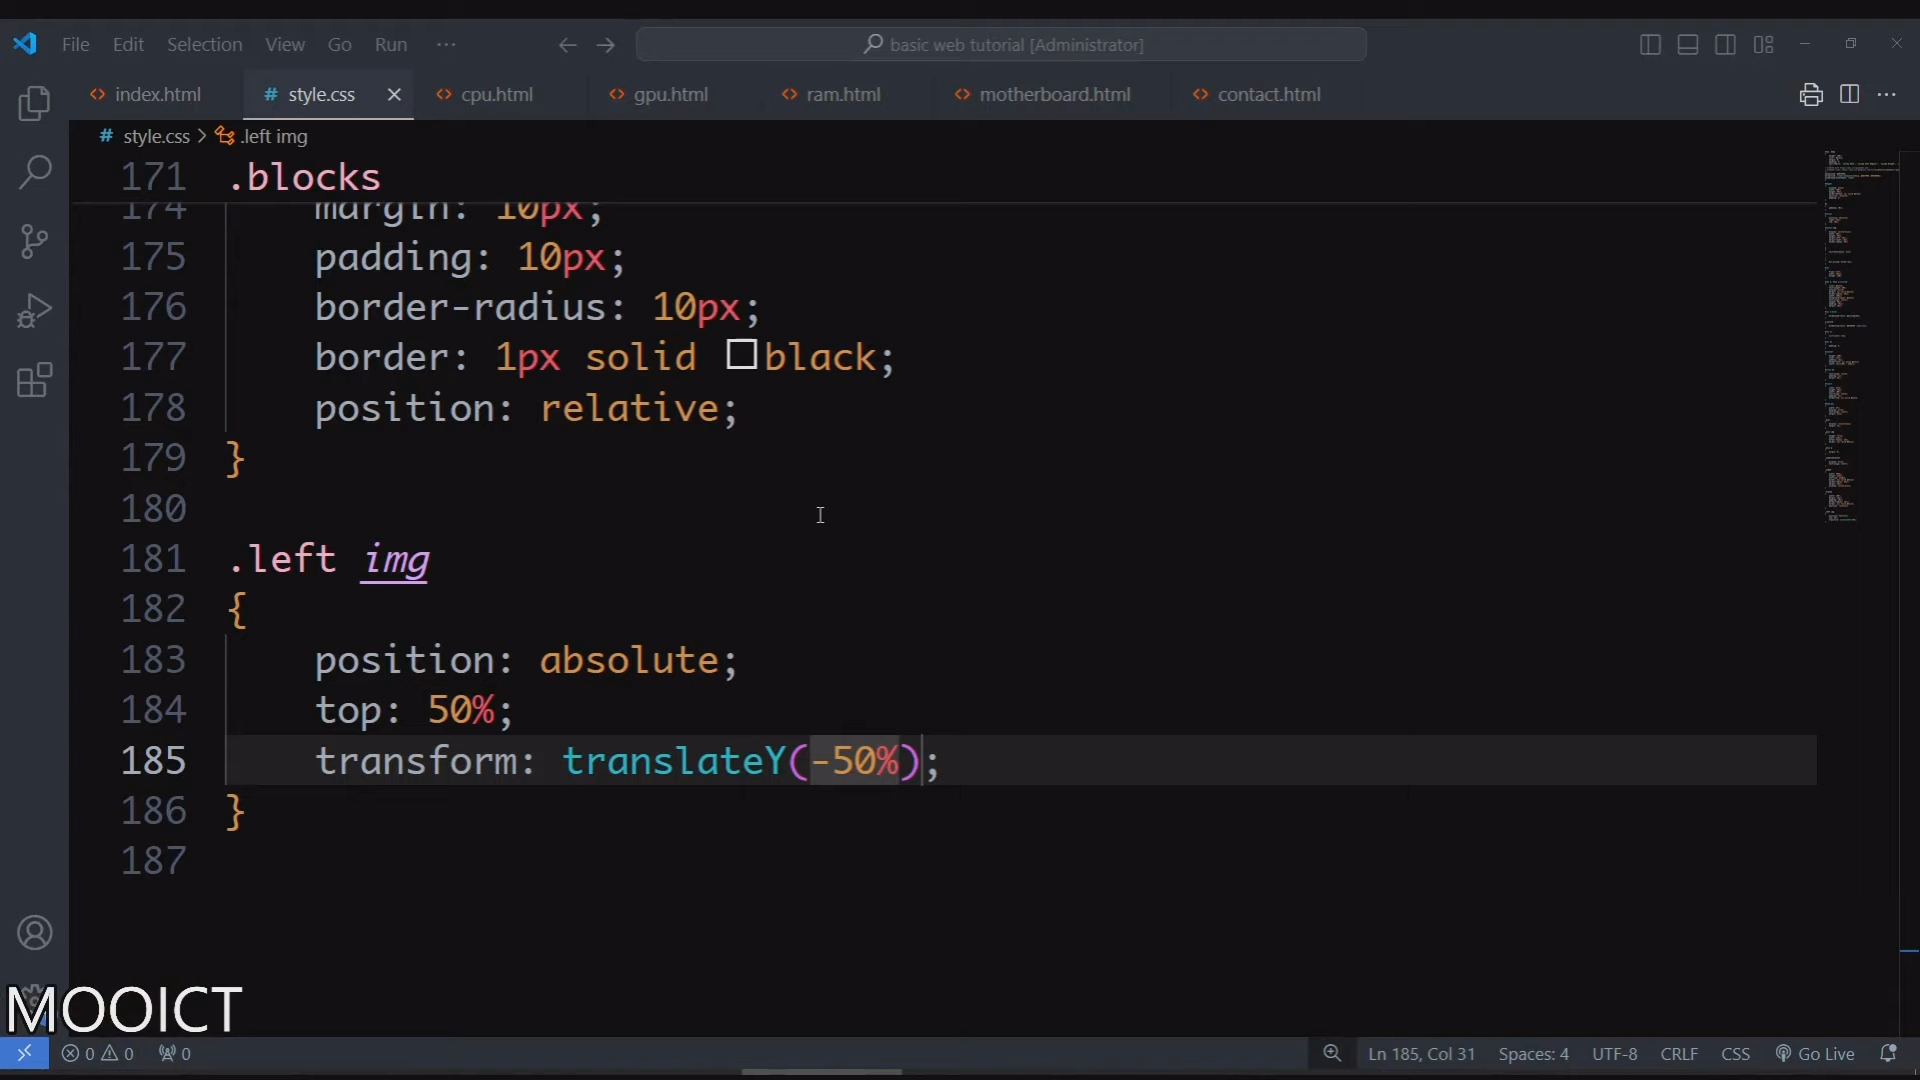 File Edit Selection View Go Run ···
basic web tutorial [Administrator]
index.html # style.css cpu.html gpu.html ram.html motherboard.html contact.html
# style.css > .left img
171 .blocks
174 margin: 10px;
175 padding: 10px;
176 border-radius: 10px;
177 border: 1px solid black;
178 position: relative;
179 }
180
181 .left img
182 {
183 position: absolute;
184 top: 50%;
185 transform: translateY(-50%);
186 }
187
MOOICT
0 0 0 Ln 185, Col 31 Spaces: 4 UTF-8 CRLF CSS Go Live